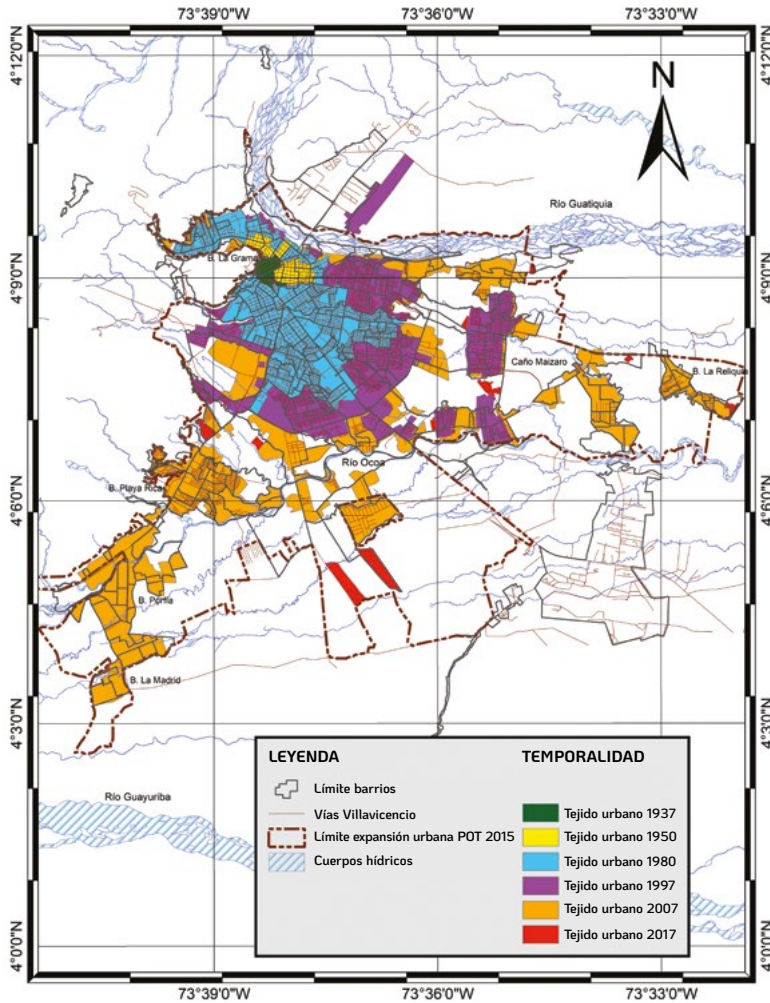 73°39'0"W
73°36'0"W
73°33'0"W
4°12'0"N
4°12'0"N
N
Río Guatiquia
B. La Grama
4°9'0"N
4°9'0"N
Caño Maizaro
B. La Reliquia
Río Ocoa
B. Playa Rica
4°6'0"N
4°6'0"N
B. Porfía
B. La Madrid
4°3'0"N
4°3'0"N
Río Guayuriba
LEYENDA
Límite barrios
Vías Villavicencio
Límite expansión urbana POT 2015
Cuerpos hídricos
TEMPORALIDAD
Tejido urbano 1937
Tejido urbano 1950
Tejido urbano 1980
Tejido urbano 1997
Tejido urbano 2007
Tejido urbano 2017
4°0'0"N
4°0'0"N
73°39'0"W
73°36'0"W
73°33'0"W